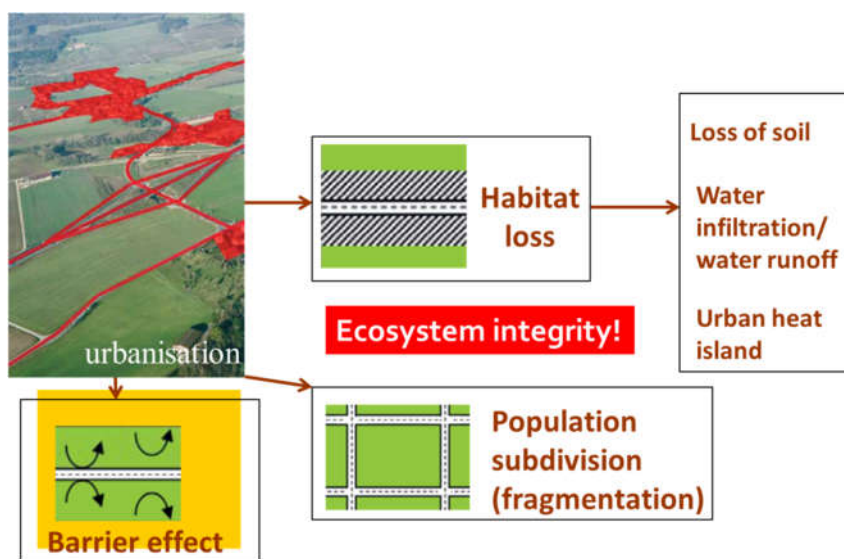 urbanisation
Habitat
loss
Loss of soil
Water
infiltration/
water runoff
Urban heat
island
Ecosystem integrity!
Barrier effect
Population
subdivision
(fragmentation)